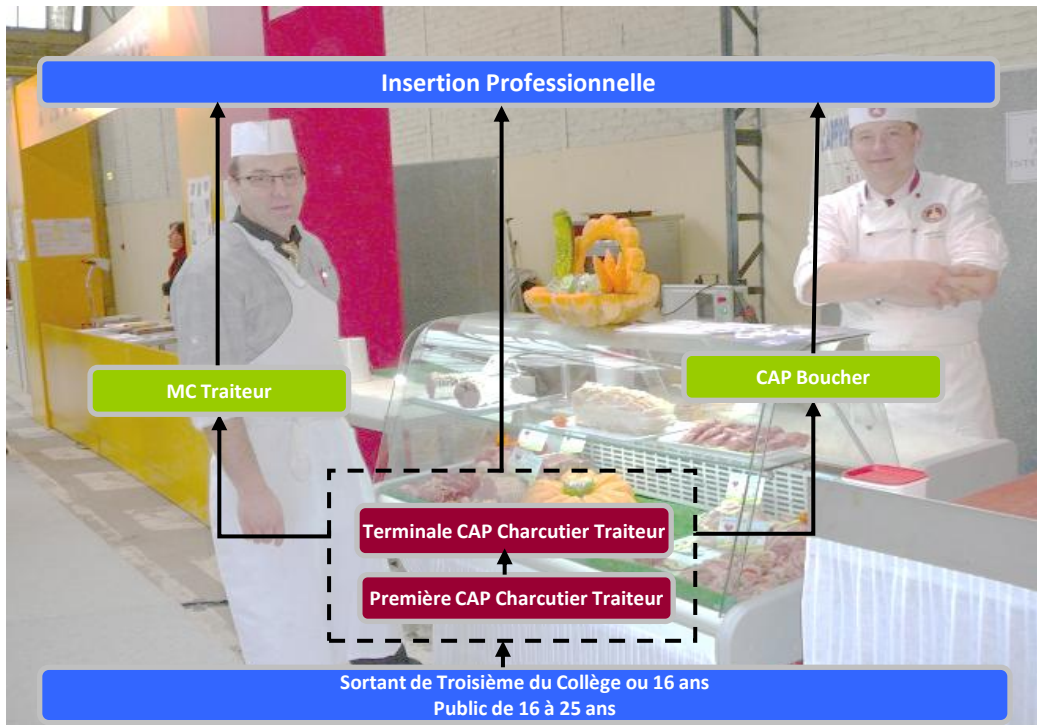 Insertion Professionnelle
MC Traiteur
CAP Boucher
Terminale CAP Charcutier Traiteur
Première CAP Charcutier Traiteur
Sortant de Troisième du Collège ou 16 ans
Public de 16 à 25 ans